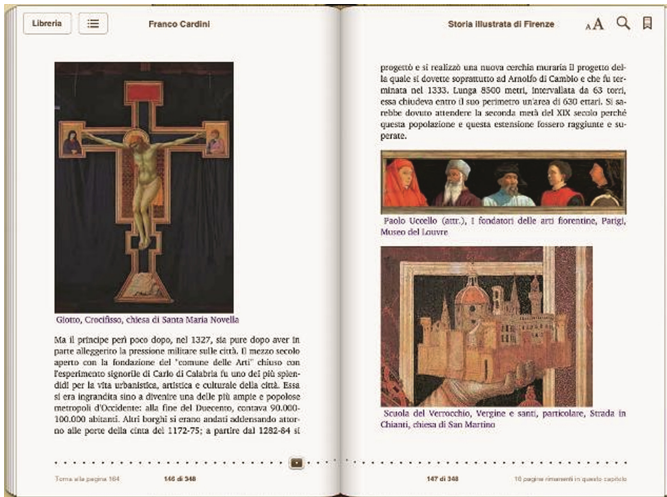 Libreria
Franco Cardini
Storia illustrata di Firenze
AA
Giotto, Crocifisso, chiesa di Santa Maria Novella
Ma il principe perì poco dopo, nel 1327, sia pure dopo aver in
parte alleggerito la pressione militare sulle città. Il mezzo secolo
aperto con la fondazione del "comune delle Arti" chiuso con
l'esperimento signorile di Carlo di Calabria fu uno dei più splen-
didi per la vita urbanistica, artistica e culturale della città. Essa
si era ingrandita sino a divenire una delle più ampie e popolose
metropoli d'Occidente: alla fine del Duecento, contava 90.000-
100.000 abitanti. Altri borghi si erano andati addensando attor-
no alle porte della cinta del 1172-75; a partire dal 1282-84 si
Torna alla pagina 164
146 di 348
progettò e si realizzò una nuova cerchia muraria il progetto del-
la quale si dovette soprattutto ad Arnolfo di Cambio e che fu ter-
minata nel 1333. Lunga 8500 metri, intervallata da 63 torri,
essa chiudeva entro il suo perimetro un'area di 630 ettari. Si sa-
rebbe dovuto attendere la seconda metà del XIX secolo perché
questa popolazione e questa estensione fossero raggiunte e su-
perate.
Paolo Uccello (attr.), I fondatori delle arti fiorentine, Parigi,
Museo del Louvre
Scuola del Verrocchio, Vergine e santi, particolare, Strada in
Chianti, chiesa di San Martino
147 di 348
16 pagine rimanenti in questo capitolo